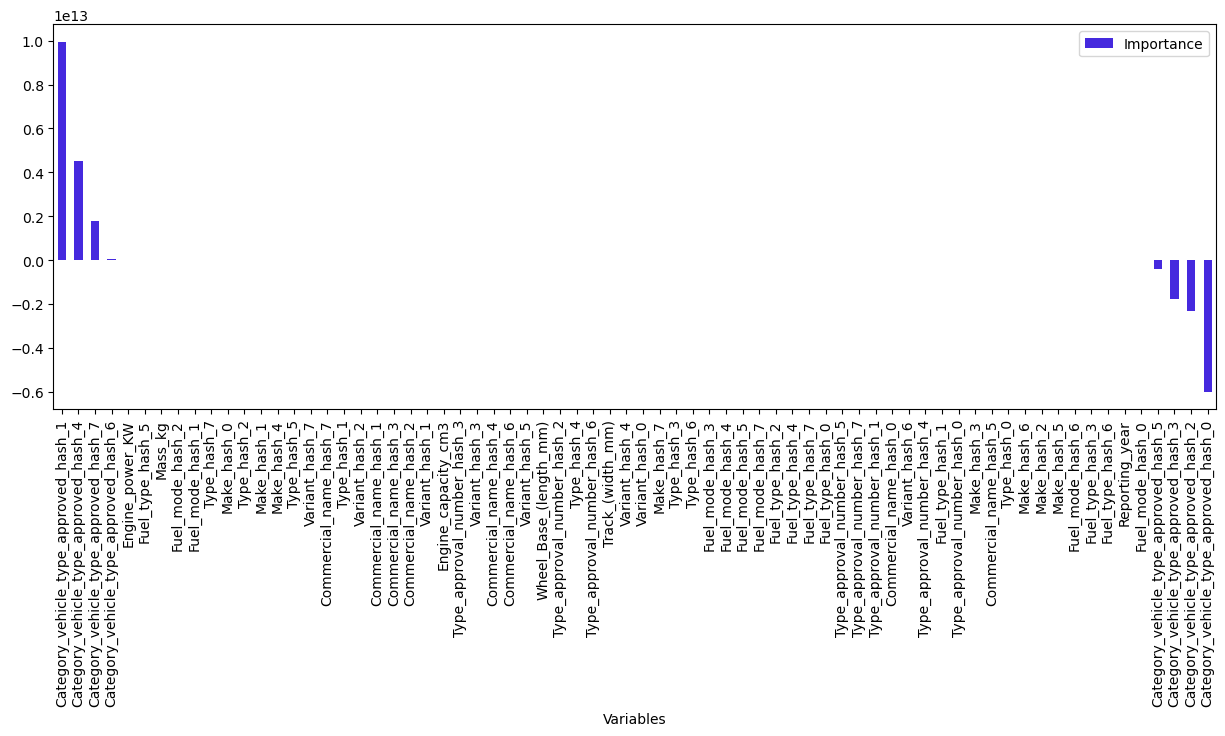 1e13
Importance
1.0
0.8
0.6
0.4
0.2
0.0
−0.2
−0.4
−0.6
Category_vehicle_type_approved_hash_1
Category_vehicle_type_approved_hash_4
Category_vehicle_type_approved_hash_7
Category_vehicle_type_approved_hash_6
Engine_power_KW
Fuel_type_hash_5
Mass_kg
Fuel_mode_hash_2
Fuel_mode_hash_1
Type_hash_7
Make_hash_0
Type_hash_2
Make_hash_1
Make_hash_4
Type_hash_5
Variant_hash_7
Commercial_name_hash_7
Type_hash_1
Variant_hash_2
Commercial_name_hash_1
Commercial_name_hash_3
Commercial_name_hash_2
Variant_hash_1
Engine_capacity_cm3
Type_approval_number_hash_3
Variant_hash_3
Commercial_name_hash_4
Commercial_name_hash_6
Variant_hash_5
Wheel_Base_(length_mm)
Type_approval_number_hash_2
Type_hash_4
Type_approval_number_hash_6
Track_(width_mm)
Variant_hash_4
Variant_hash_0
Make_hash_7
Type_hash_3
Type_hash_6
Fuel_mode_hash_3
Fuel_mode_hash_4
Fuel_mode_hash_5
Fuel_mode_hash_7
Fuel_type_hash_2
Fuel_type_hash_4
Fuel_type_hash_7
Fuel_type_hash_0
Type_approval_number_hash_5
Type_approval_number_hash_7
Type_approval_number_hash_1
Commercial_name_hash_0
Variant_hash_6
Type_approval_number_hash_4
Fuel_type_hash_1
Type_approval_number_hash_0
Make_hash_3
Commercial_name_hash_5
Type_hash_0
Make_hash_6
Make_hash_2
Make_hash_5
Fuel_mode_hash_6
Fuel_type_hash_3
Fuel_type_hash_6
Reporting_year
Fuel_mode_hash_0
Category_vehicle_type_approved_hash_5
Category_vehicle_type_approved_hash_3
Category_vehicle_type_approved_hash_2
Category_vehicle_type_approved_hash_0
Variables